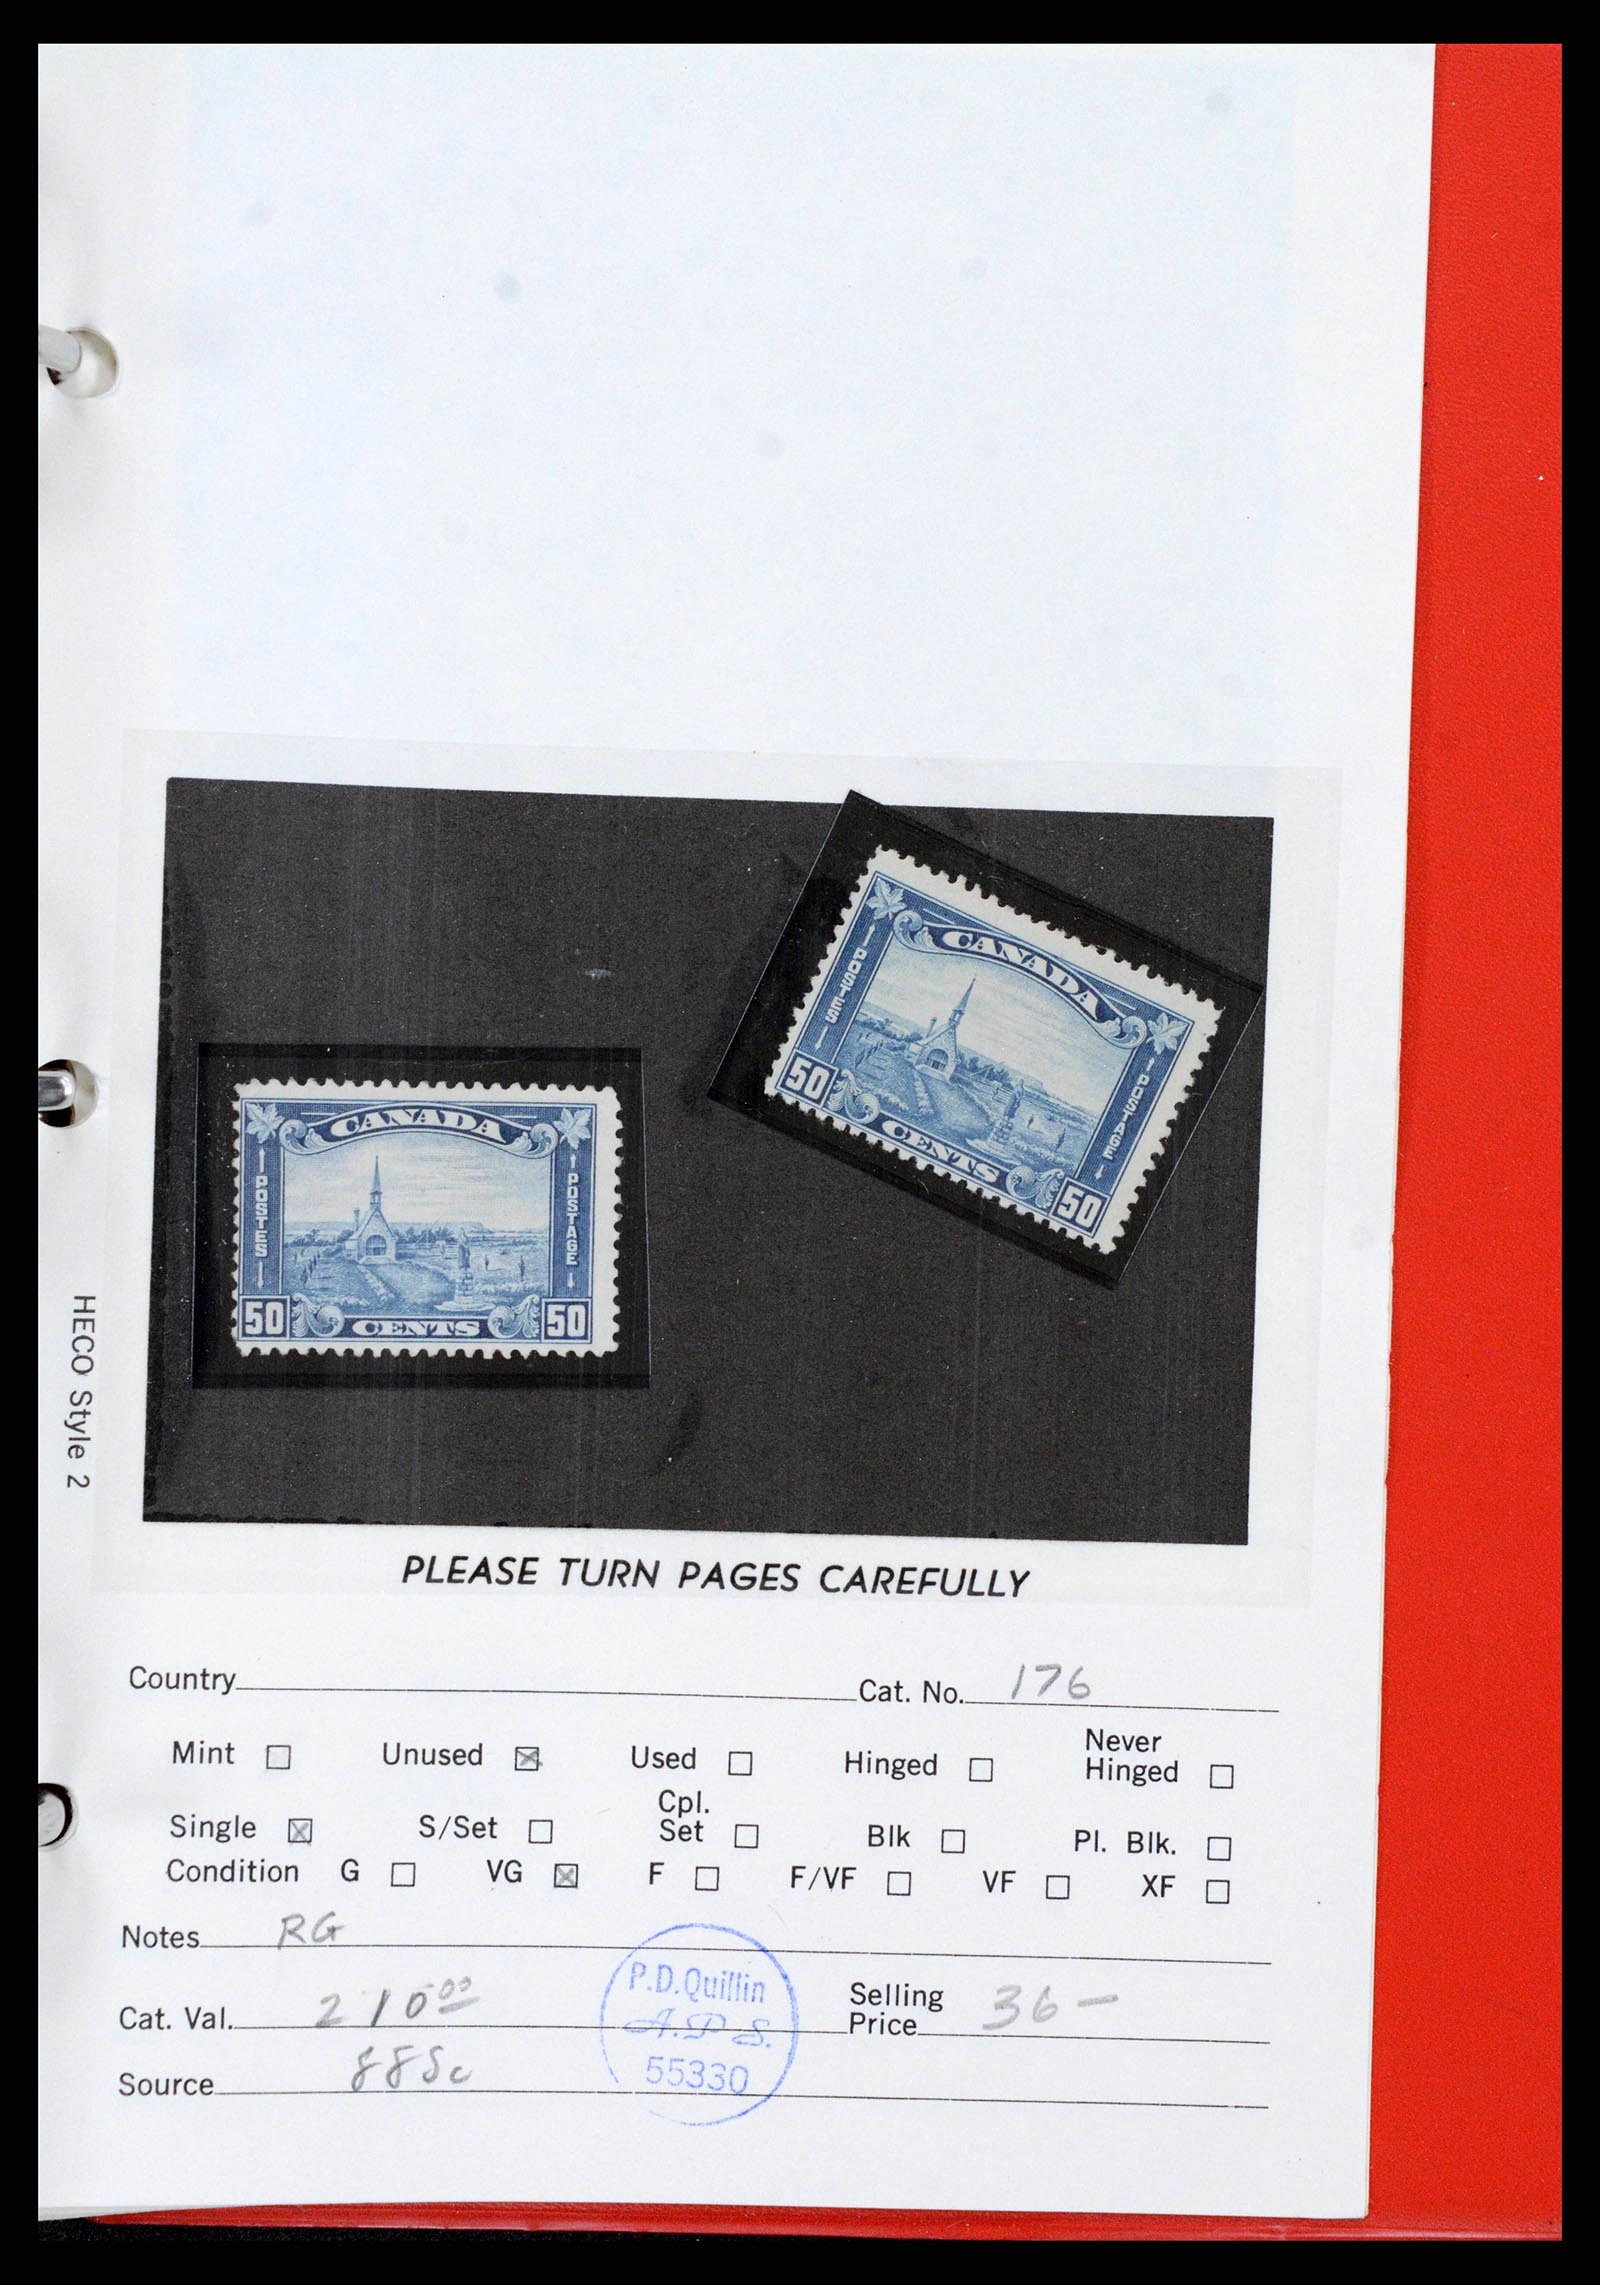 CANADA
POSTES
POSTAGE
50 CENTS 50
CANADA
POSTES
POSTAGE
50 CENTS 50
HECO Style 2
PLEASE TURN PAGES CAREFULLY
Country Cat. No. 176
Mint Unused Used Hinged Never Hinged
Single S/Set Cpl. Set Blk Pl. Blk.
Condition G VG F F/VF VF XF
Notes RG
P.D.Quillin
A.P.S.
55330
Cat. Val. 210.00 Selling Price 36-
Source 885c